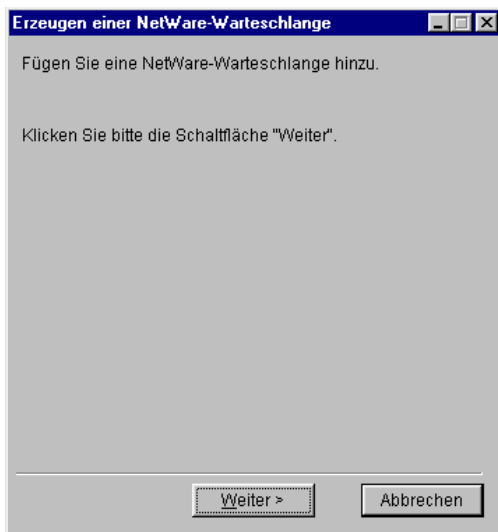 Erzeugen einer NetWare-Warteschlange
Fügen Sie eine NetWare-Warteschlange hinzu.
Klicken Sie bitte die Schaltfläche "Weiter".
Weiter >
Abbrechen